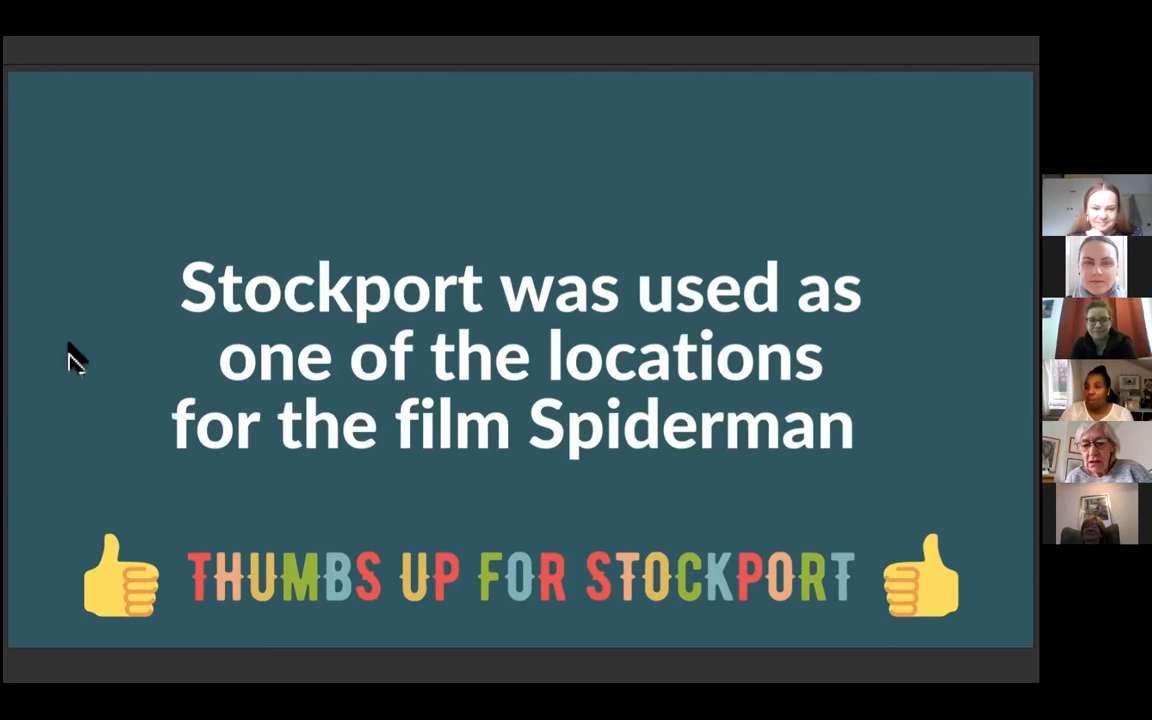 Stockport was used as
one of the locations
for the film Spiderman
THUMBS UP FOR STOCKPORT